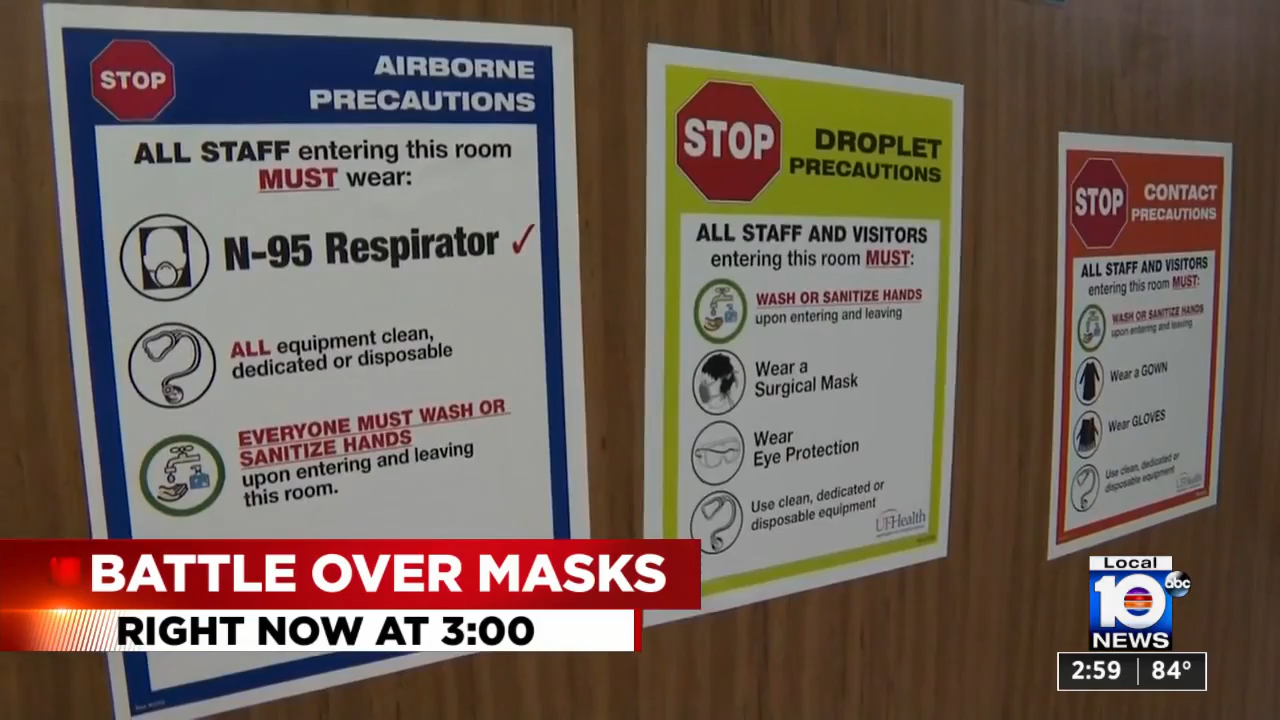 STOP
AIRBORNE
PRECAUTIONS
ALL STAFF entering this room
MUST wear:
N-95 Respirator ✓
ALL equipment clean,
dedicated or disposable
EVERYONE MUST WASH OR
SANITIZE HANDS
upon entering and leaving
this room.
STOP
DROPLET
PRECAUTIONS
ALL STAFF AND VISITORS
entering this room MUST:
WASH OR SANITIZE HANDS
upon entering and leaving
Wear a
Surgical Mask
Wear
Eye Protection
Use clean, dedicated or
disposable equipment
UFHealth
STOP
CONTACT
PRECAUTIONS
ALL STAFF AND VISITORS
entering this room MUST:
WASH OR SANITIZE HANDS
upon entering and leaving
Wear a GOWN
Wear GLOVES
Use clean, dedicated or
disposable equipment
UFHealth
BATTLE OVER MASKS
RIGHT NOW AT 3:00
Local
10 abc
NEWS
2:59 84°